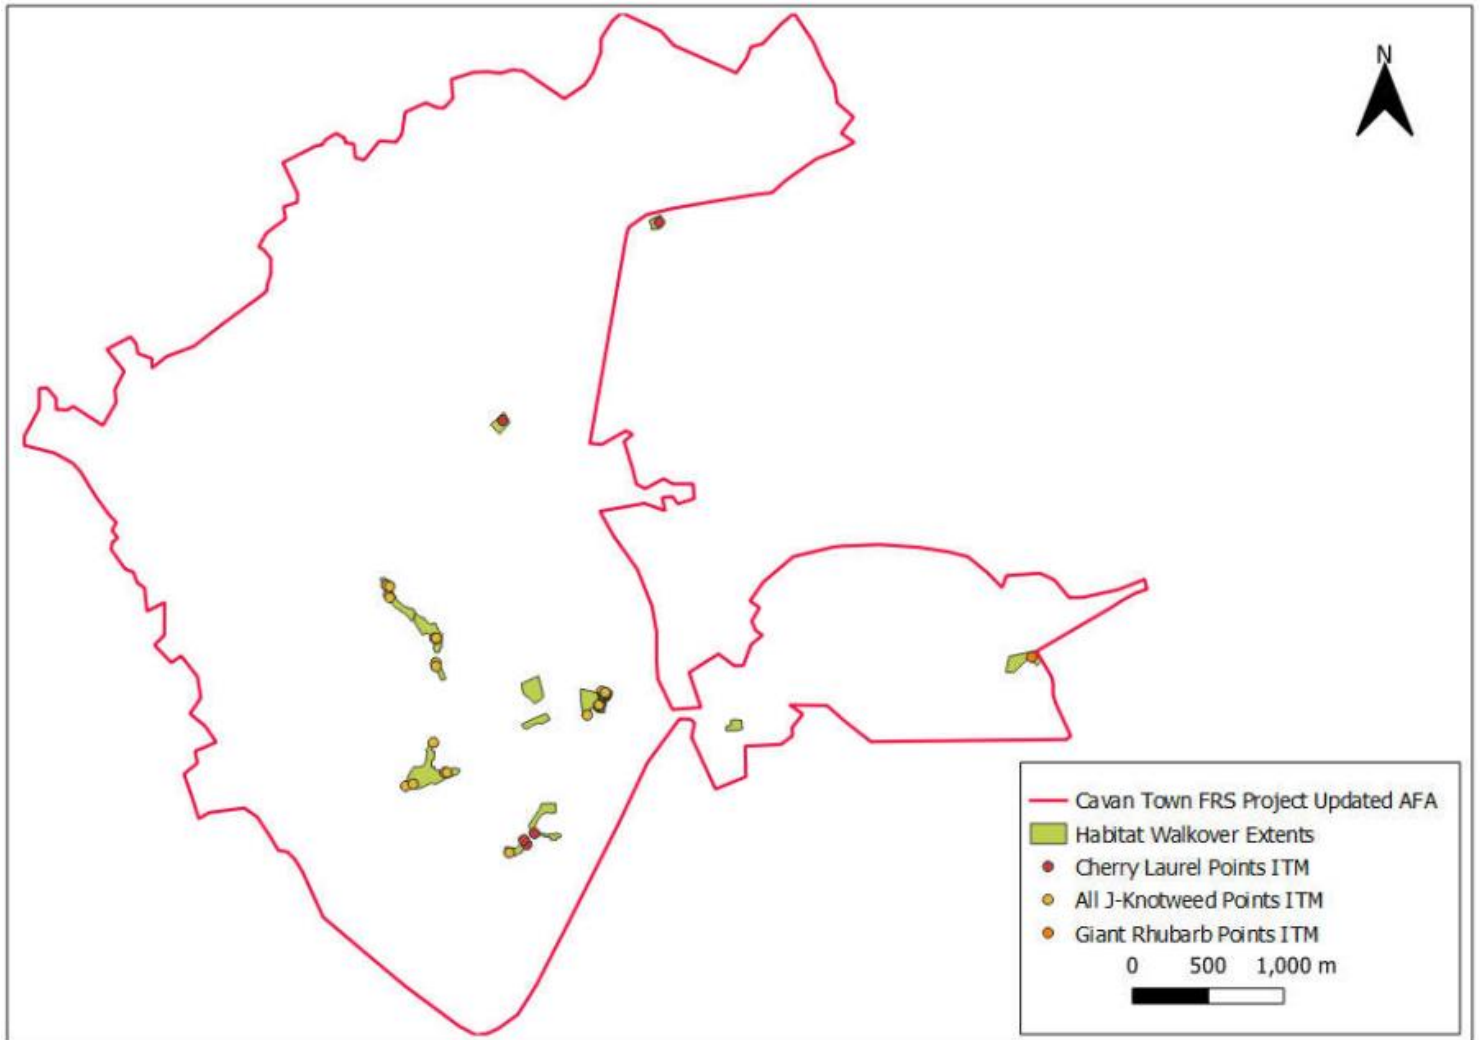 N
Cavan Town FRS Project Updated AFA
Habitat Walkover Extents
Cherry Laurel Points ITM
All J-Knotweed Points ITM
Giant Rhubarb Points ITM
0 500 1,000 m